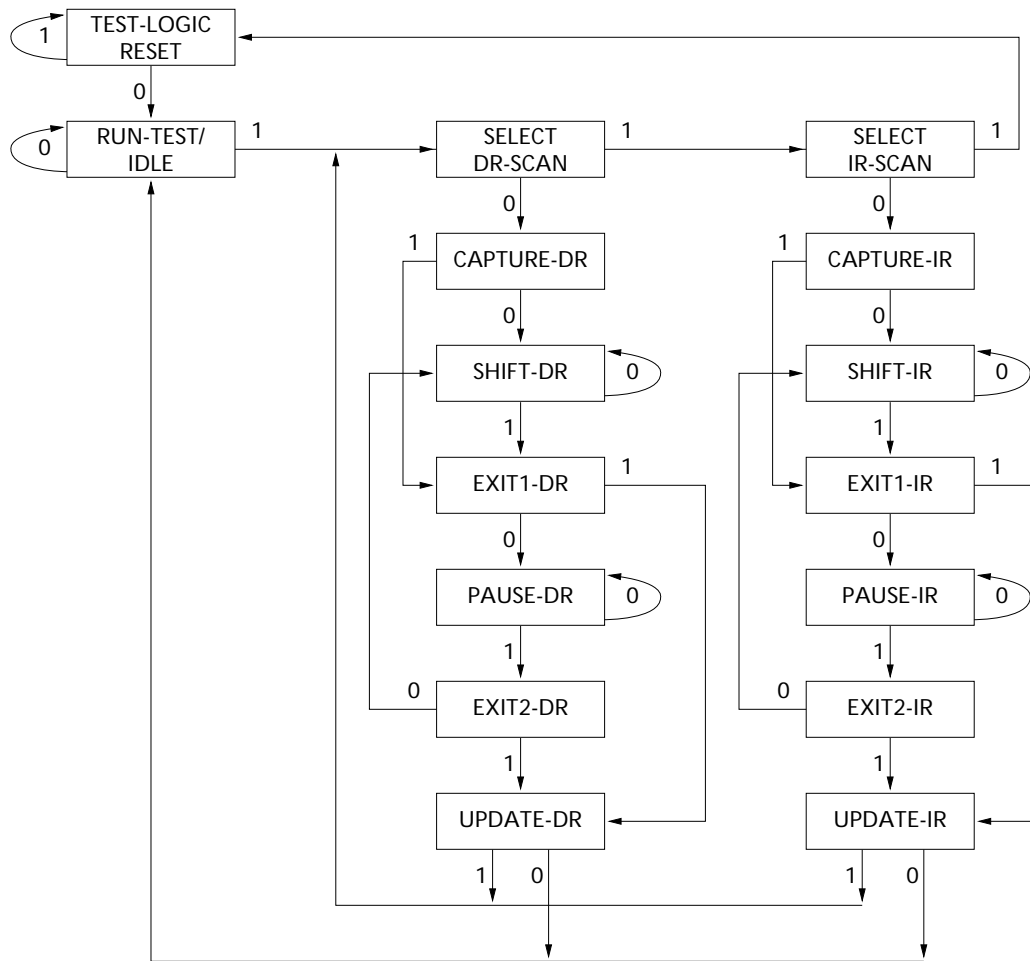 TEST-LOGIC
RESET
1
0
RUN-TEST/
IDLE
0
1
SELECT
DR-SCAN
1
SELECT
IR-SCAN
1
0
0
1
CAPTURE-DR
1
CAPTURE-IR
0
0
SHIFT-DR
0
SHIFT-IR
0
1
1
EXIT1-DR
1
EXIT1-IR
1
0
0
PAUSE-DR
0
PAUSE-IR
0
1
1
0
EXIT2-DR
0
EXIT2-IR
1
1
UPDATE-DR
UPDATE-IR
1
0
1
0